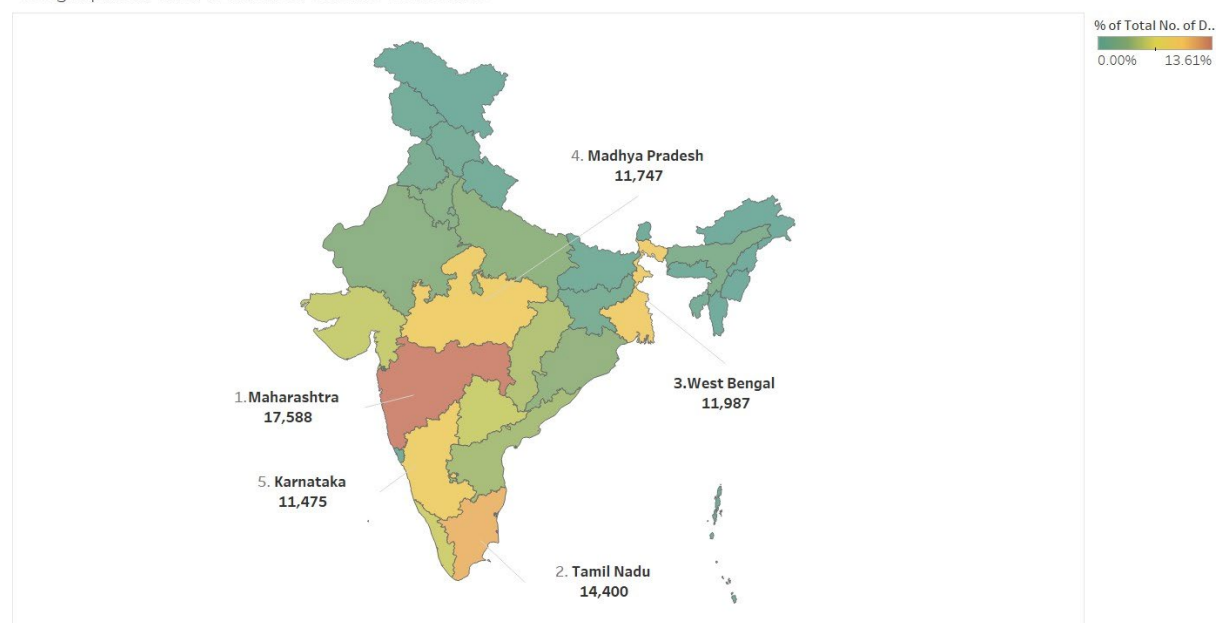 % of Total No. of D..
0.00% 13.61%
4. Madhya Pradesh
11,747
3.West Bengal
11,987
1.Maharashtra
17,588
5. Karnataka
11,475
2. Tamil Nadu
14,400